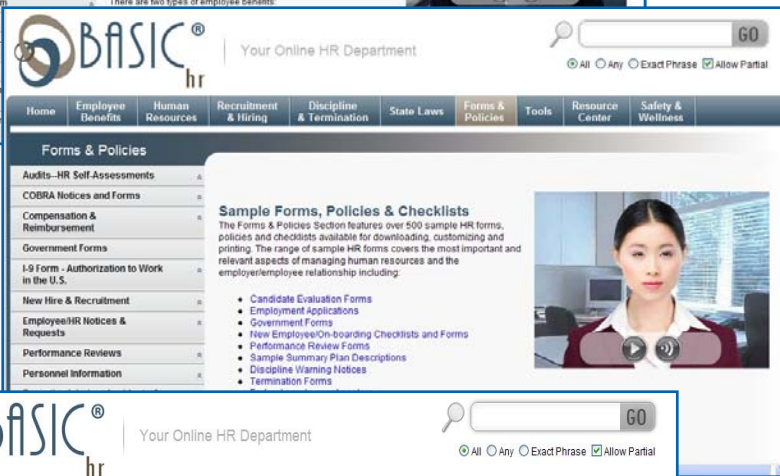 There are two types of employee benefits:
BASIC®
hr
Your Online HR Department
GO
All Any Exact Phrase Allow Partial
Home Employee Benefits Human Resources Recruitment & Hiring Discipline & Termination State Laws Forms & Policies Tools Resource Center Safety & Wellness
Forms & Policies
Audits--HR Self-Assessments
COBRA Notices and Forms
Compensation &
Reimbursement
Government Forms
I-9 Form - Authorization to Work
in the U.S.
New Hire & Recruitment
Employee/HR Notices &
Requests
Performance Reviews
Personnel Information
Sample Forms, Policies & Checklists
The Forms & Policies Section features over 500 sample HR forms,
policies and checklists available for downloading, customizing and
printing. The range of sample HR forms covers the most important and
relevant aspects of managing human resources and the
employer/employee relationship including:
Candidate Evaluation Forms
Employment Applications
Government Forms
New Employee/On-boarding Checklists and Forms
Performance Review Forms
Sample Summary Plan Descriptions
Discipline Warning Notices
Termination Forms
BASIC®
hr
Your Online HR Department
GO
All Any Exact Phrase Allow Partial